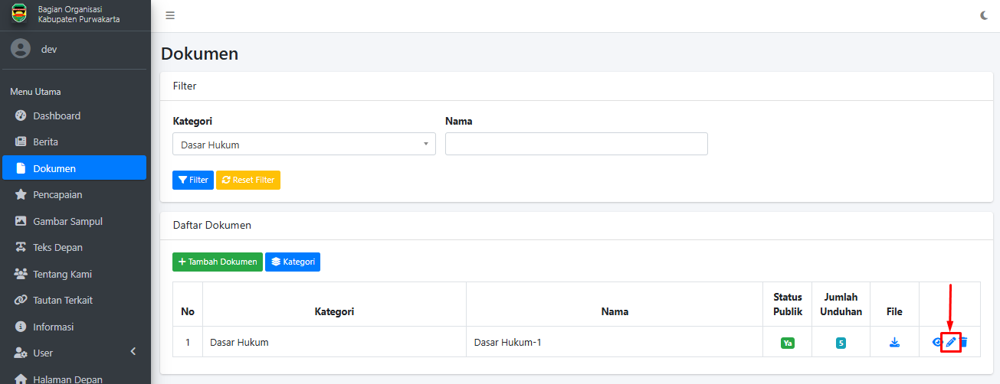 Bagian Organisasi
Kabupaten Purwakarta
dev
Menu Utama
Dashboard
Berita
Dokumen
Pencapaian
Gambar Sampul
Teks Depan
Tentang Kami
Tautan Terkait
Informasi
User
Halaman Depan
Dokumen
Filter
Kategori
Nama
Dasar Hukum
Filter
Reset Filter
Daftar Dokumen
Tambah Dokumen
Kategori
No
Kategori
Nama
Status Publik
Jumlah Unduhan
File
1
Dasar Hukum
Dasar Hukum-1
Ya
5